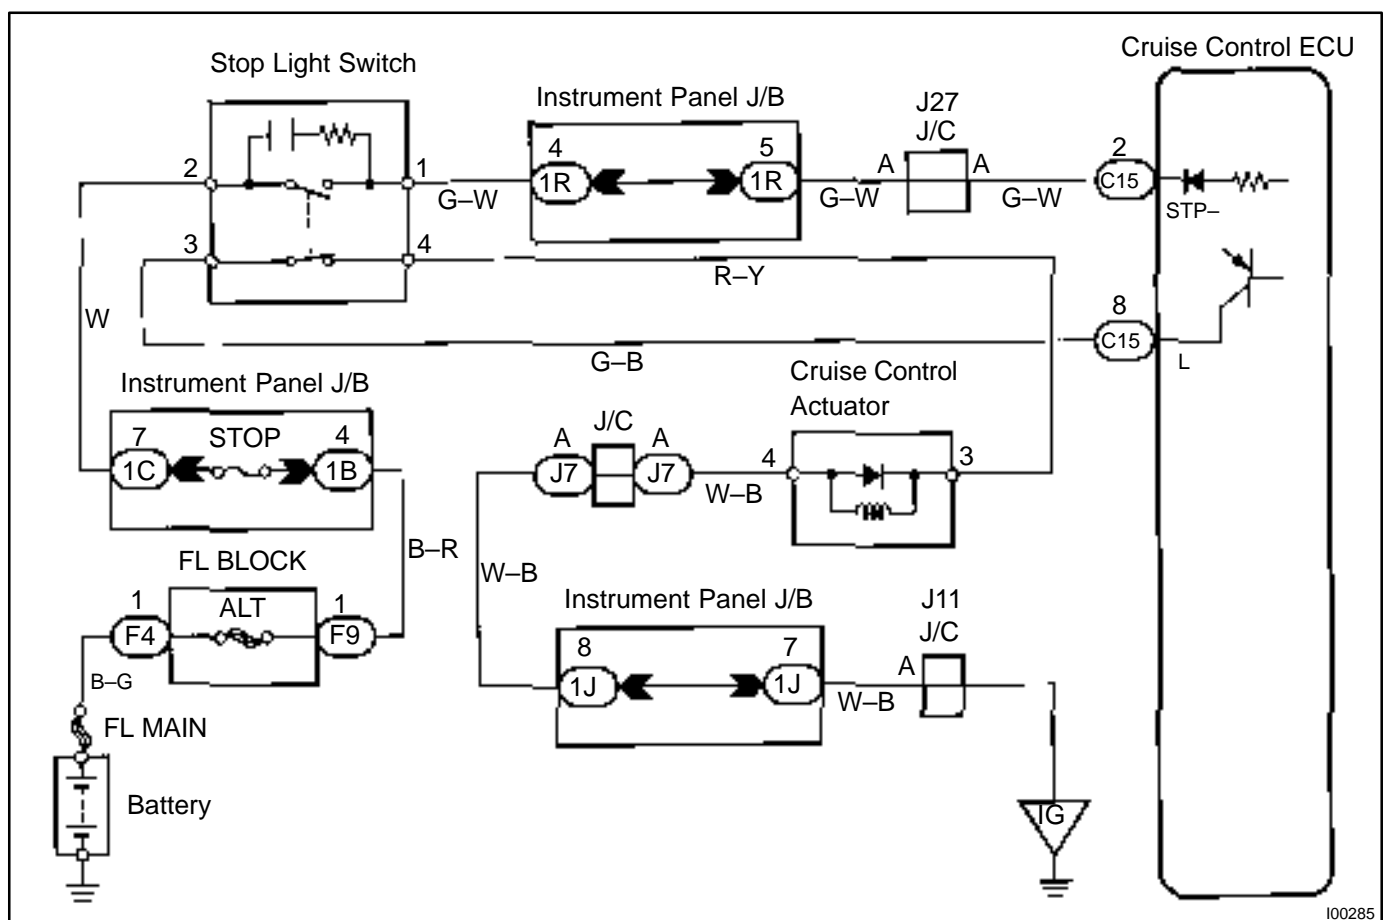 Cruise Control ECU
Stop Light Switch
Instrument Panel J/B
J27
J/C
2
1
4
5
A
A
2
1R
1R
C15
G–W
G–W
G–W
STP–
3
4
R–Y
W
8
C15
G–B
L
Instrument Panel J/B
Cruise Control
Actuator
7
STOP
4
J/C
A
A
1C
1B
J7
J7
4
3
W–B
B–R
FL BLOCK
W–B
Instrument Panel J/B
J11
J/C
1
ALT
1
F4
F9
8
7
A
1J
1J
W–B
B–G
FL MAIN
Battery
IG
I00285